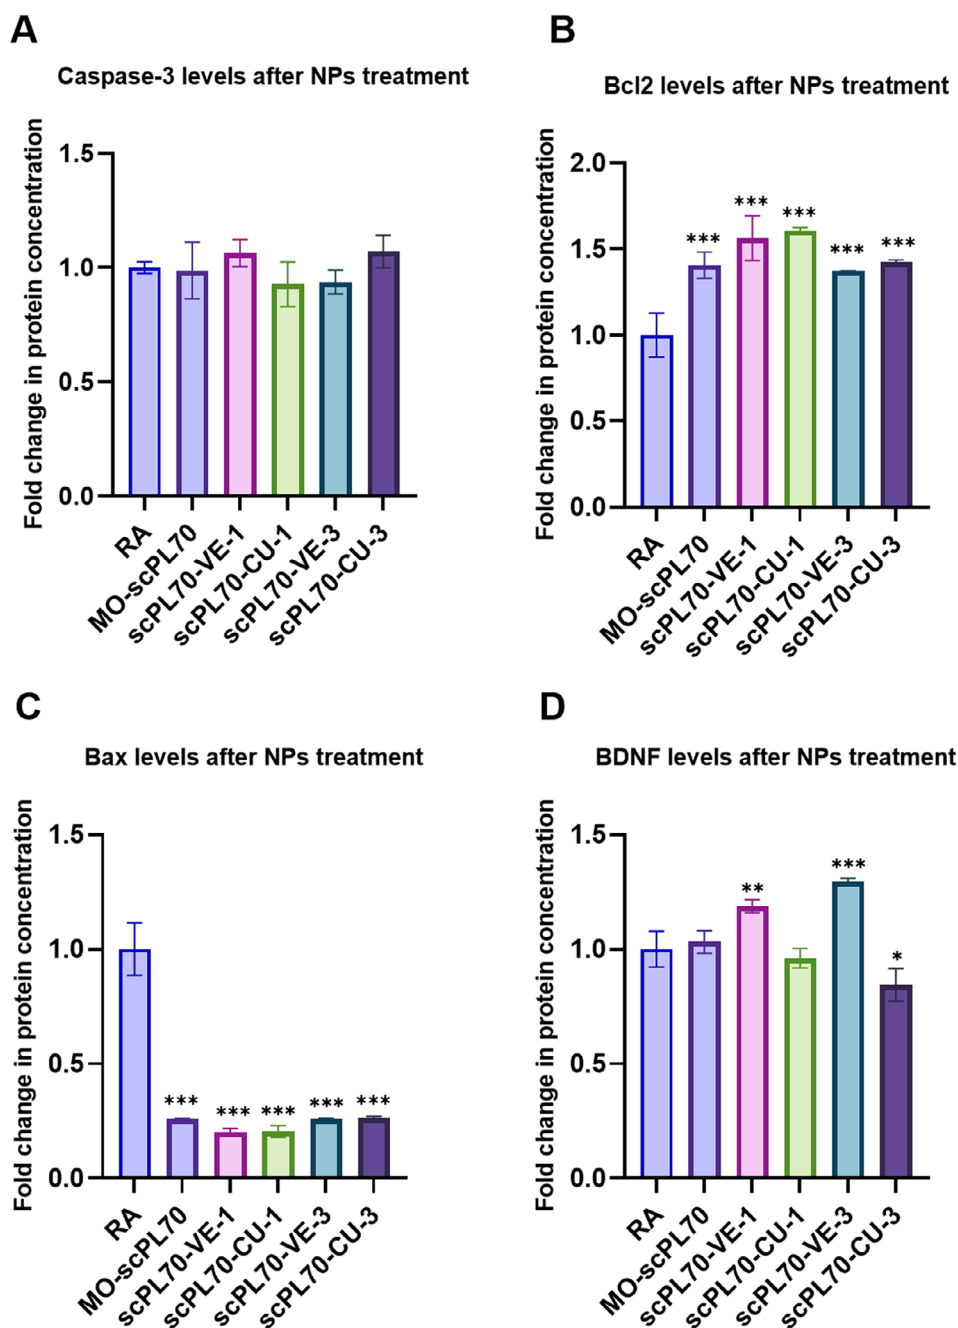 A
Caspase-3 levels after NPs treatment
Fold change in protein concentration
1.5
1.0
0.5
0.0
RA
MO-scPL70
scPL70-VE-1
scPL70-CU-1
scPL70-VE-3
scPL70-CU-3
B
Bcl2 levels after NPs treatment
Fold change in protein concentration
2.0
1.5
1.0
0.5
0.0
***
***
***
***
***
RA
MO-scPL70
scPL70-VE-1
scPL70-CU-1
scPL70-VE-3
scPL70-CU-3
C
Bax levels after NPs treatment
Fold change in protein concentration
1.5
1.0
0.5
0.0
***
***
***
***
***
RA
MO-scPL70
scPL70-VE-1
scPL70-CU-1
scPL70-VE-3
scPL70-CU-3
D
BDNF levels after NPs treatment
Fold change in protein concentration
1.5
1.0
0.5
0.0
**
***
*
RA
MO-scPL70
scPL70-VE-1
scPL70-CU-1
scPL70-VE-3
scPL70-CU-3